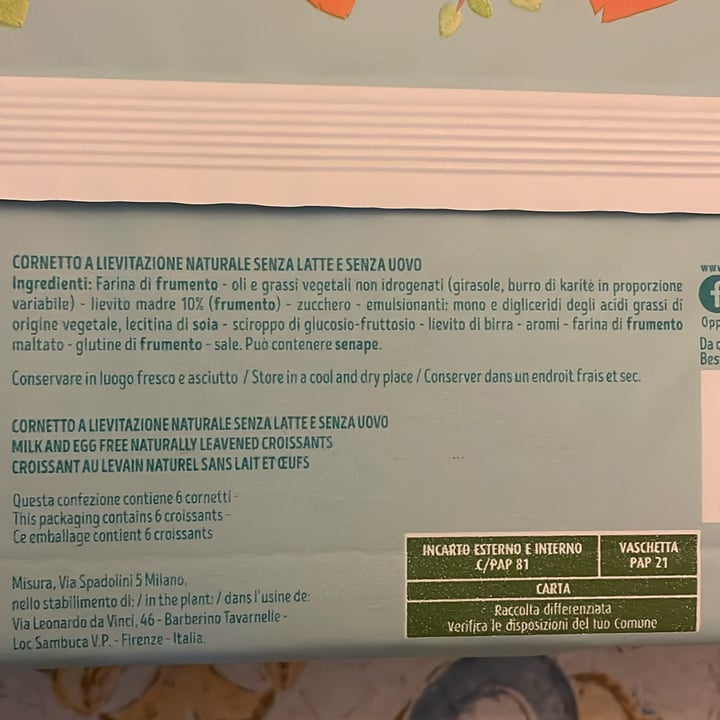 CORNETTO A LIEVITAZIONE NATURALE SENZA LATTE E SENZA UOVO
Ingredienti: Farina di frumento - oli e grassi vegetali non idrogenati (girasole, burro di karitè in proporzione
variabile) - lievito madre 10% (frumento) - zucchero - emulsionanti: mono e digliceridi degli acidi grassi di
origine vegetale, lecitina di soia - sciroppo di glucosio-fruttosio - lievito di birra - aromi - farina di frumento
maltato - glutine di frumento - sale. Può contenere senape.
Conservare in luogo fresco e asciutto / Store in a cool and dry place / Conserver dans un endroit frais et sec.
CORNETTO A LIEVITAZIONE NATURALE SENZA LATTE E SENZA UOVO
MILK AND EGG FREE NATURALLY LEAVENED CROISSANTS
CROISSANT AU LEVAIN NATUREL SANS LAIT ET ŒUFS
Questa confezione contiene 6 cornetti -
This packaging contains 6 croissants -
Ce emballage contient 6 croissants
Misura, Via Spadolini 5 Milano,
nello stabilimento di: / in the plant: / dans l'usine de:
Via Leonardo da Vinci, 46 - Barberino Tavarnelle -
Loc Sambuca V.P. - Firenze - Italia.
INCARTO ESTERNO E INTERNO
C/PAP 81
VASCHETTA
PAP 21
CARTA
Raccolta differenziata
Verifica le disposizioni del tuo Comune